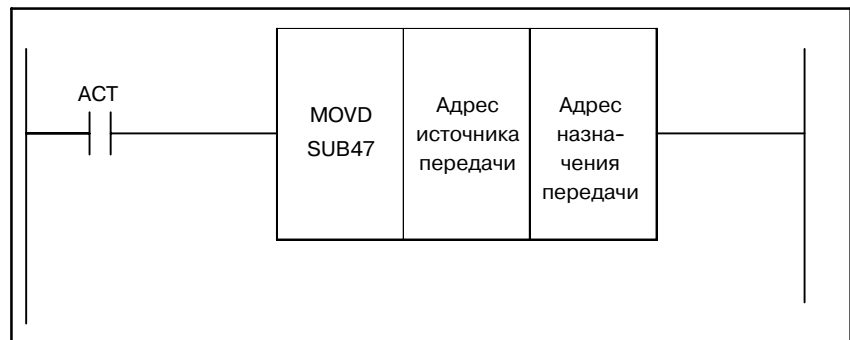 ACT
MOVD
SUB47
Адрес
источника
передачи
Адрес
назна-
чения
передачи